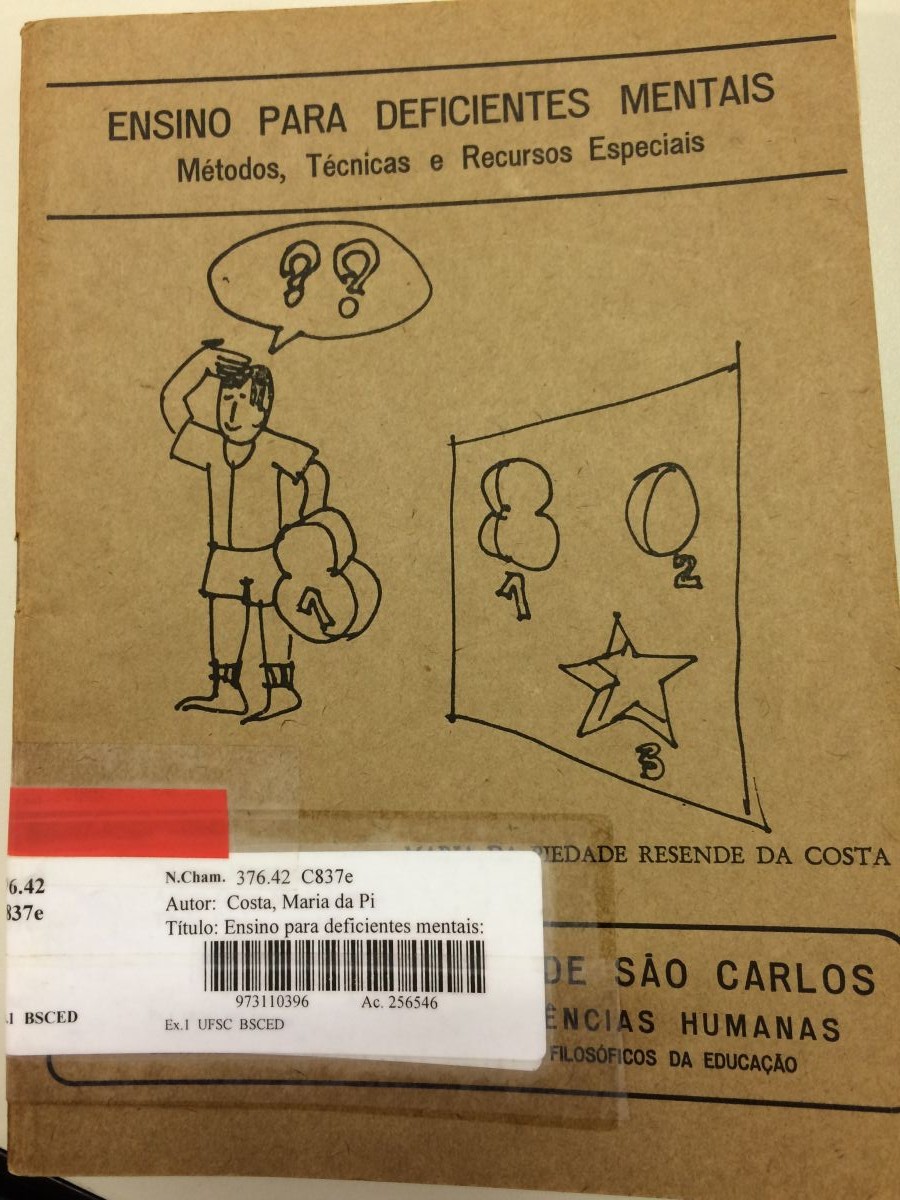 ENSINO PARA DEFICIENTES MENTAIS
Métodos, Técnicas e Recursos Especiais
??
1
1
2
3
PIEDADE RESENDE DA COSTA
76.42
837e
N.Cham. 376.42 C837e
Autor: Costa, Maria da Pi
Título: Ensino para deficientes mentais:
973110396 Ac. 256546
.1 BSCED
Ex.1 UFSC BSCED
DE SÃO CARLOS
ÊNCIAS HUMANAS
FILOSÓFICOS DA EDUCAÇÃO